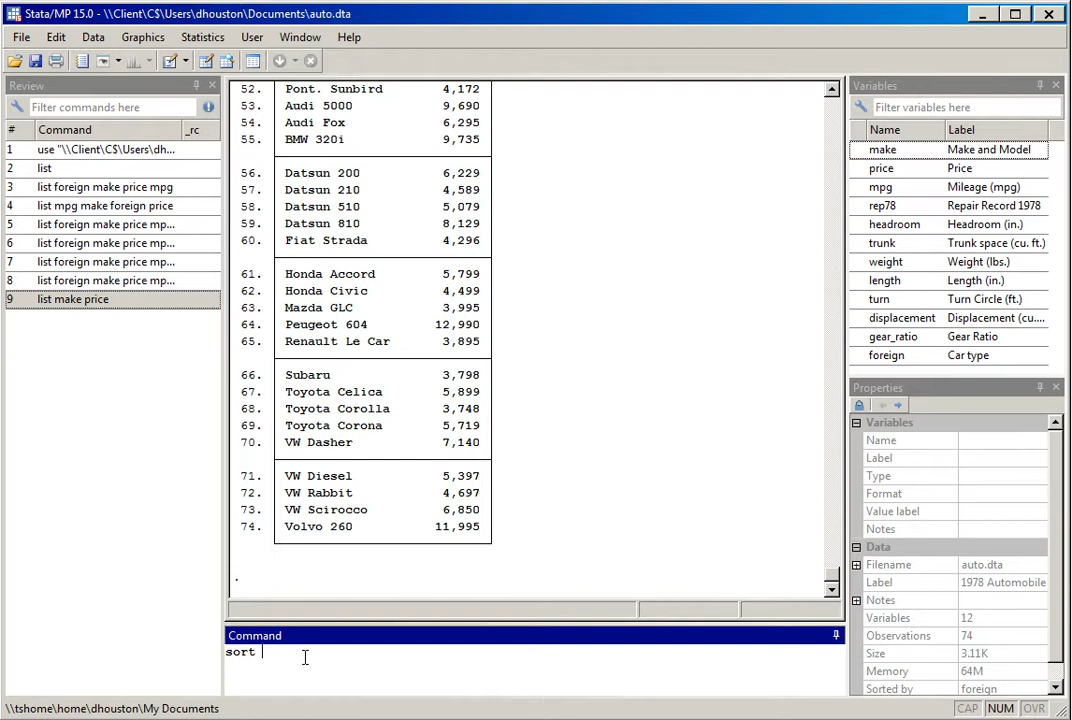 Stata/MP 15.0 - \\Client\C$\Users\dhouston\Documents\auto.dta
File Edit Data Graphics Statistics User Window Help
Review
Filter commands here
# Command _rc
1 use "\\Client\C$\Users\dh...
2 list
3 list foreign make price mpg
4 list mpg make foreign price
5 list foreign make price mp...
6 list foreign make price mp...
7 list foreign make price mp...
8 list foreign make price mp...
9 list make price
52. Pont. Sunbird 4,172
53. Audi 5000 9,690
54. Audi Fox 6,295
55. BMW 320i 9,735
56. Datsun 200 6,229
57. Datsun 210 4,589
58. Datsun 510 5,079
59. Datsun 810 8,129
60. Fiat Strada 4,296
61. Honda Accord 5,799
62. Honda Civic 4,499
63. Mazda GLC 3,995
64. Peugeot 604 12,990
65. Renault Le Car 3,895
66. Subaru 3,798
67. Toyota Celica 5,899
68. Toyota Corolla 3,748
69. Toyota Corona 5,719
70. VW Dasher 7,140
71. VW Diesel 5,397
72. VW Rabbit 4,697
73. VW Scirocco 6,850
74. Volvo 260 11,995
.
Command
sort
Variables
Filter variables here
Name Label
make Make and Model
price Price
mpg Mileage (mpg)
rep78 Repair Record 1978
headroom Headroom (in.)
trunk Trunk space (cu. ft.)
weight Weight (lbs.)
length Length (in.)
turn Turn Circle (ft.)
displacement Displacement (cu....
gear_ratio Gear Ratio
foreign Car type
Properties
Variables
Name
Label
Type
Format
Value label
Notes
Data
Filename auto.dta
Label 1978 Automobile
Notes
Variables 12
Observations 74
Size 3.11K
Memory 64M
Sorted by foreign
\\tshome\home\dhouston\My Documents CAP NUM OVR